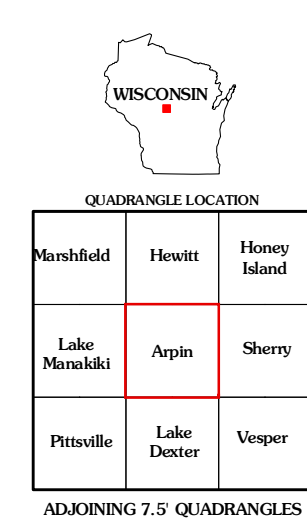 WISCONSIN
QUADRANGLE LOCATION
Marshfield
Hewitt
Honey
Island
Lake
Manakiki
Arpin
Sherry
Pittsville
Lake
Dexter
Vesper
ADJOINING 7.5' QUADRANGLES